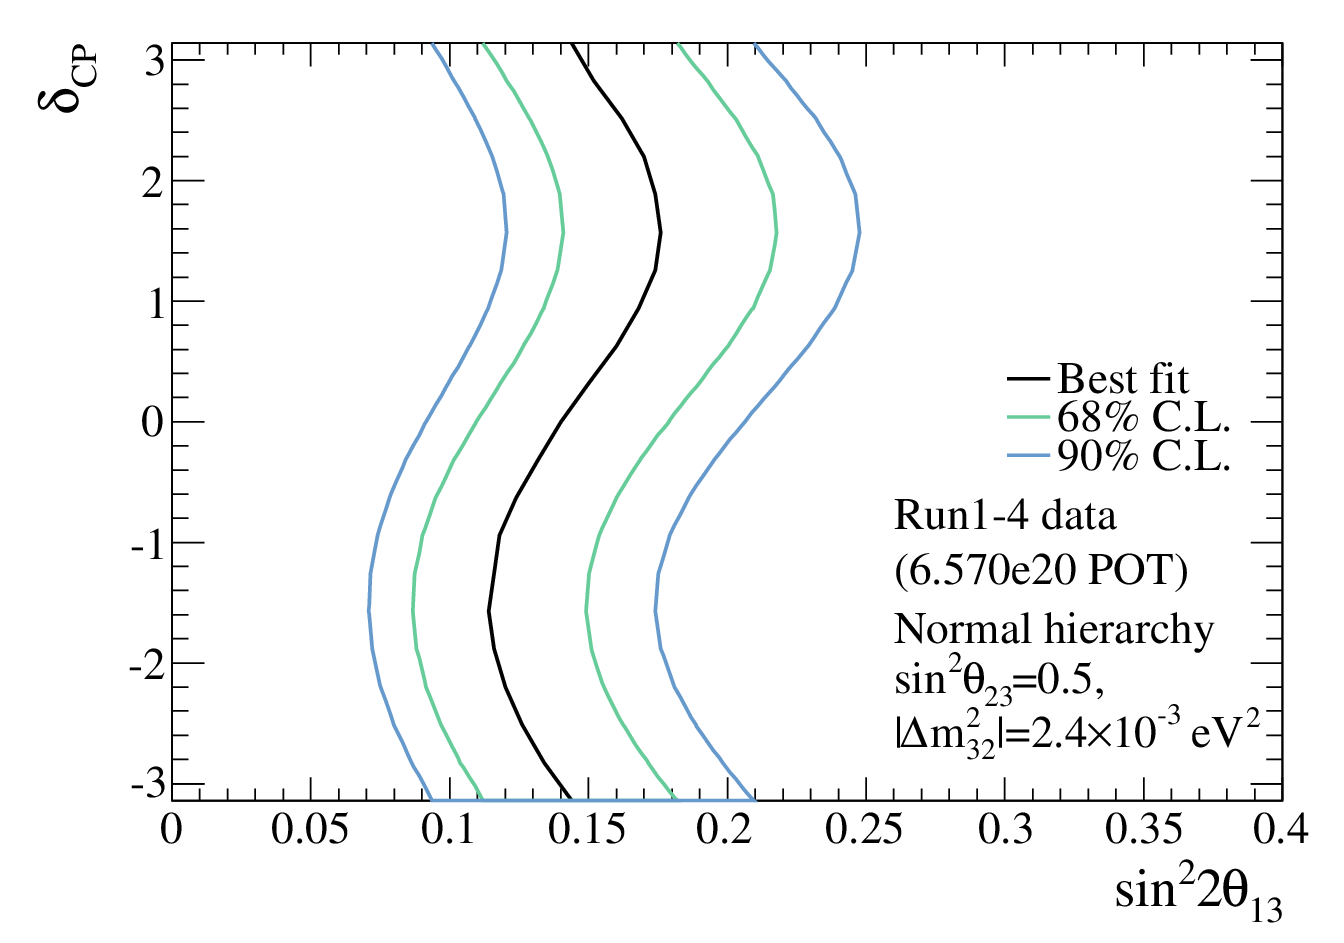 δCP
3
2
1
0
-1
-2
-3
Best fit
68% C.L.
90% C.L.
Run1-4 data
(6.570e20 POT)
Normal hierarchy
sin²θ₂₃=0.5,
|Δm²₃₂|=2.4×10⁻³ eV²
0 0.05 0.1 0.15 0.2 0.25 0.3 0.35 0.4
sin²2θ₁₃